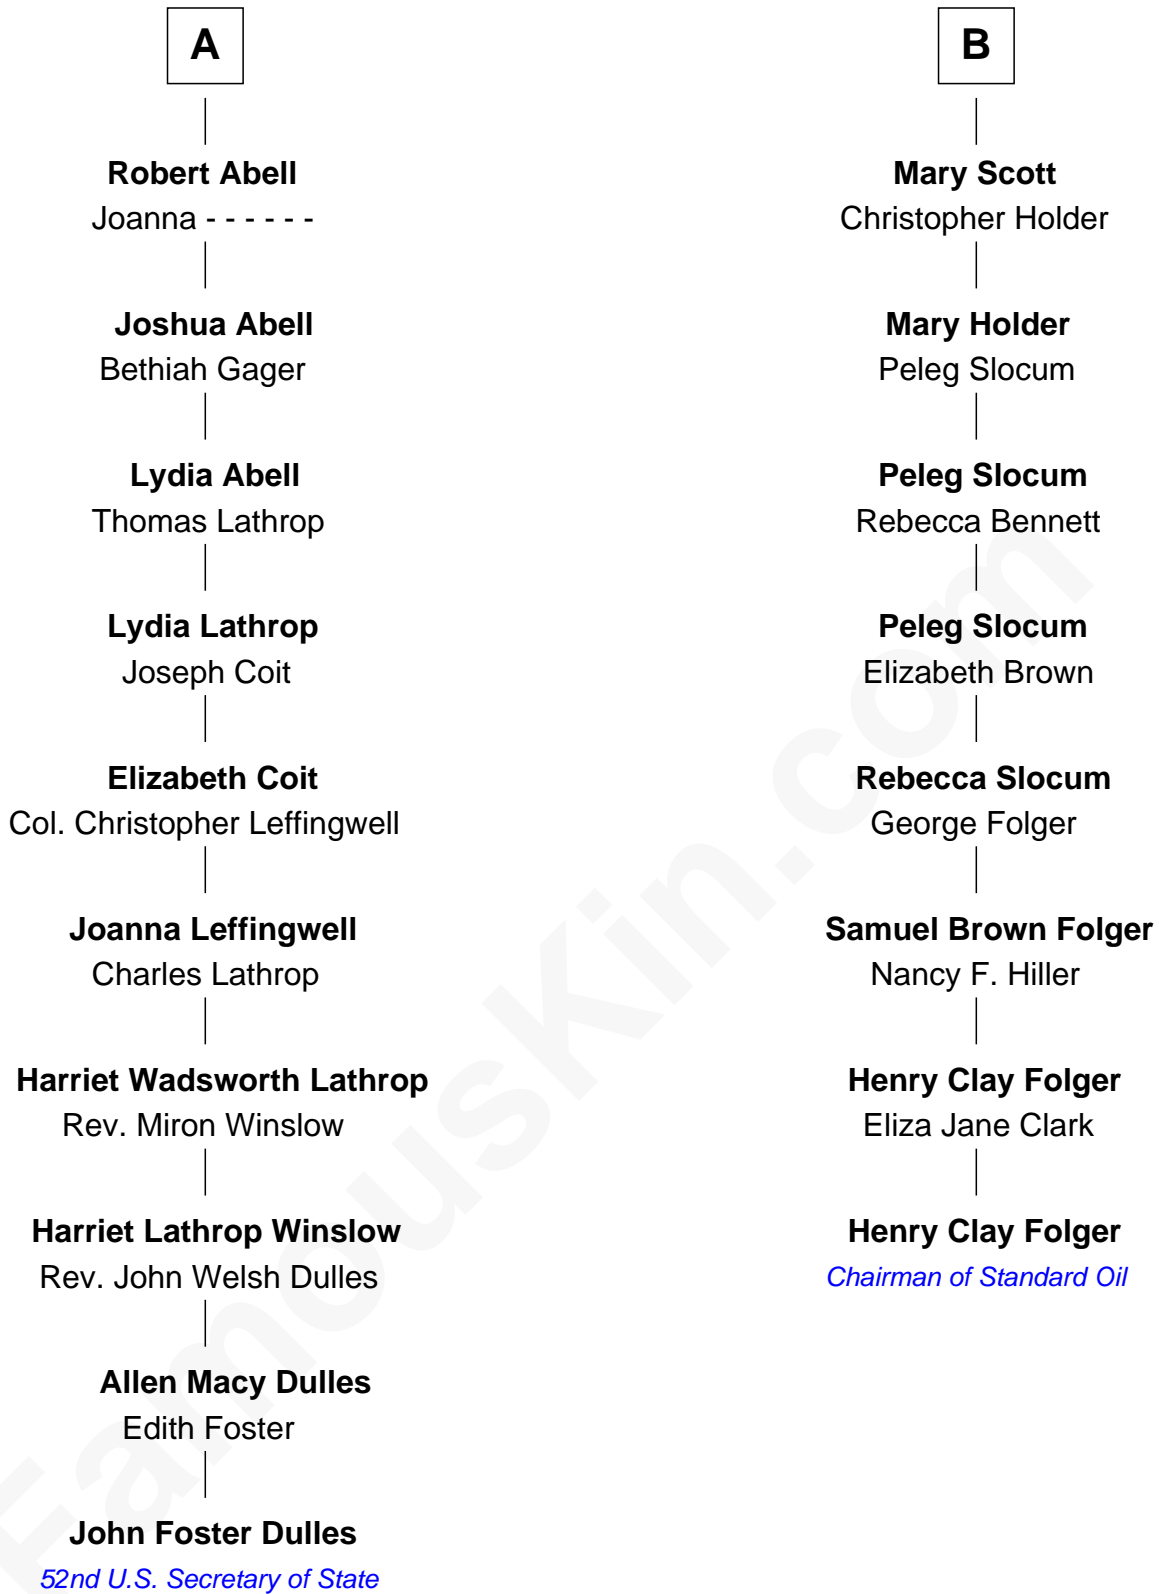 A
Robert Abell
Joanna - - - - - -
Joshua Abell
Bethiah Gager
Lydia Abell
Thomas Lathrop
Lydia Lathrop
Joseph Coit
Elizabeth Coit
Col. Christopher Leffingwell
Joanna Leffingwell
Charles Lathrop
Harriet Wadsworth Lathrop
Rev. Miron Winslow
Harriet Lathrop Winslow
Rev. John Welsh Dulles
Allen Macy Dulles
Edith Foster
John Foster Dulles
52nd U.S. Secretary of State
B
Mary Scott
Christopher Holder
Mary Holder
Peleg Slocum
Peleg Slocum
Rebecca Bennett
Peleg Slocum
Elizabeth Brown
Rebecca Slocum
George Folger
Samuel Brown Folger
Nancy F. Hiller
Henry Clay Folger
Eliza Jane Clark
Henry Clay Folger
Chairman of Standard Oil
FamousKin.com